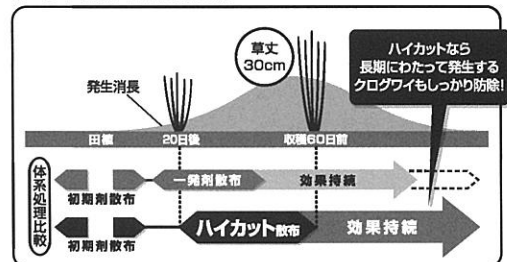 草丈
30cm
ハイカットなら
長期にわたって発生する
クログワイもしっかり防除!
発生消長
田植
20日後
収穫60日前
体系処理比較
初期剤散布
一発剤散布
効果持続
初期剤散布
ハイカット散布
効果持続